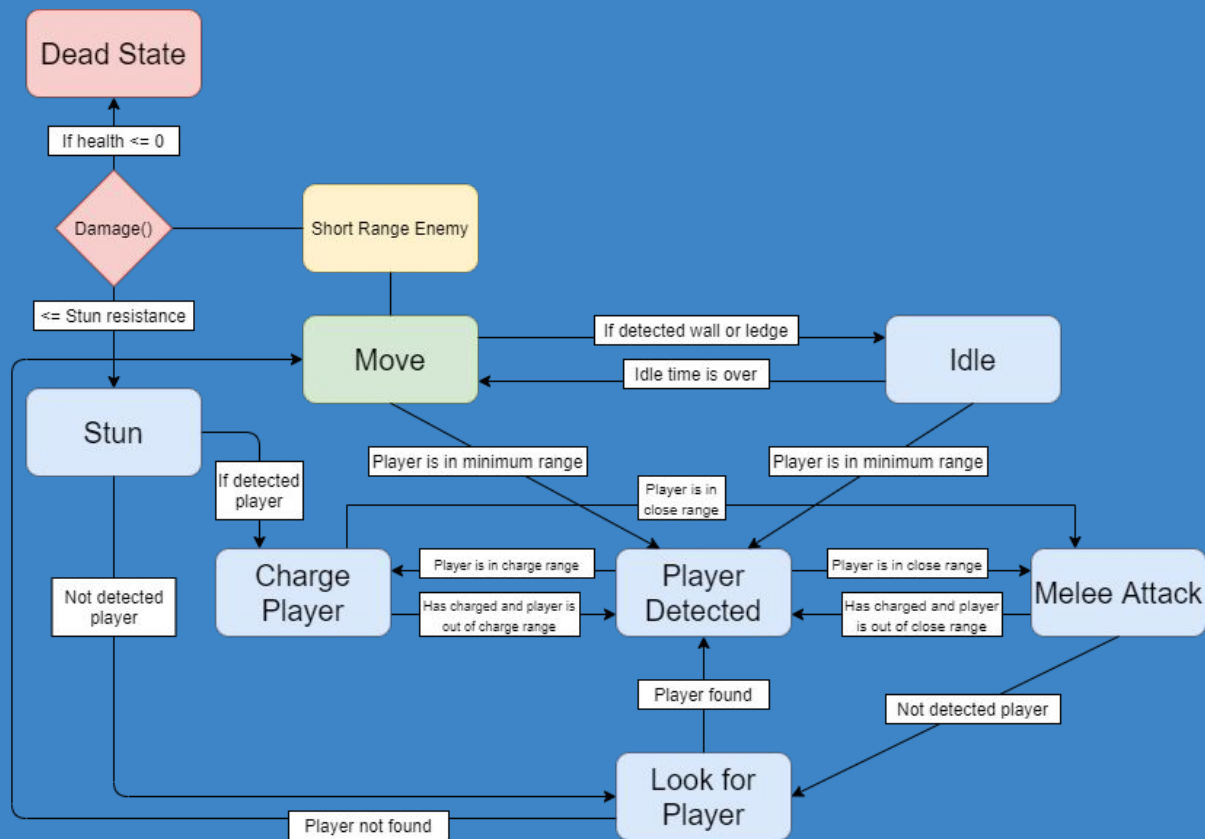 Dead State
If health <= 0
Damage()
Short Range Enemy
<= Stun resistance
Move
If detected wall or ledge
Idle time is over
Idle
Stun
If detected
player
Player is in minimum range
Player is in minimum range
Player is in
close range
Not detected
player
Charge
Player
Player is in charge range
Has charged and player is
out of charge range
Player
Detected
Player is in close range
Has charged and player
is out of close range
Melee Attack
Player found
Not detected player
Look for
Player
Player not found